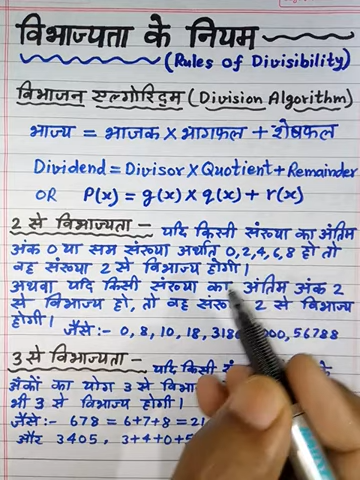 विभाज्यता के नियम
(Rules of Divisibility)
विभाजन एल्गोरिदम (Division Algorithm)
भाज्य = भाजक × भागफल + शेषफल
Dividend = Divisor × Quotient + Remainder
OR P(x) = g(x) × q(x) + r(x)
2 से विभाज्यता - यदि किसी संख्या का अंतिम
अंक 0 या सम संख्या अर्थात् 0, 2, 4, 6, 8 हो तो
वह संख्या 2 से विभाज्य होगी।
अथवा यदि किसी संख्या का अंतिम अंक 2
से विभाज्य हो, तो वह 2 से विभाज्य
होगी। जैसे:- 0, 8, 10, 18, 56788
3 से विभाज्यता - यदि किसी
अंकों का योग 3 से
भी 3 से विभाज्य होगी।
जैसे:- 678 = 6+7+8 = 21
और 3405, 3+4+0+5